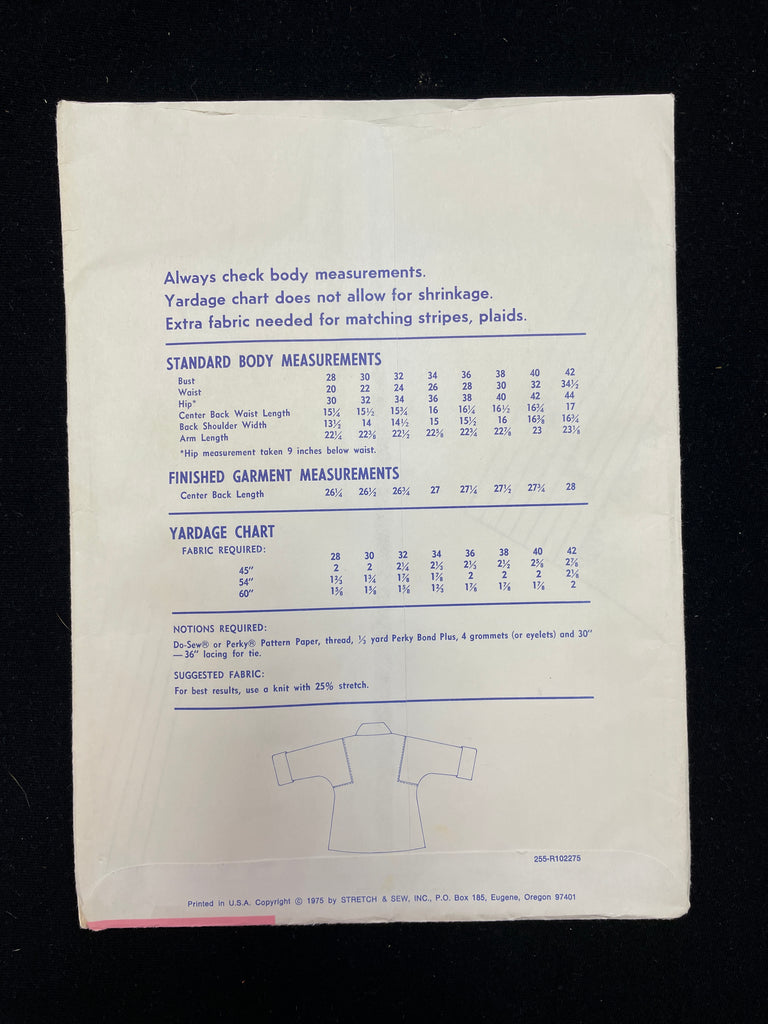 Always check body measurements.
Yardage chart does not allow for shrinkage.
Extra fabric needed for matching stripes, plaids.
STANDARD BODY MEASUREMENTS
Bust 28 30 32 34 36 38 40 42
Waist 20 22 24 26 28 30 32 34½
Hip* 30 32 34 36 38 40 42 44
Center Back Waist Length 15¼ 15½ 15¾ 16 16¼ 16½ 16¾ 17
Back Shoulder Width 13½ 14 14½ 15 15½ 16 16⅜ 16¾
Arm Length 22¼ 22⅜ 22½ 22⅝ 22¾ 22⅞ 23 23⅛
*Hip measurement taken 9 inches below waist.
FINISHED GARMENT MEASUREMENTS
Center Back Length 26¼ 26½ 26¾ 27 27¼ 27½ 27¾ 28
YARDAGE CHART
FABRIC REQUIRED: 28 30 32 34 36 38 40 42
45" 2 2 2¼ 2⅓ 2⅓ 2½ 2⅝ 2⅞
54" 1⅔ 1¾ 1⅞ 1⅞ 2 2 2 2⅛
60" 1⅝ 1⅝ 1⅝ 1⅔ 1⅞ 1⅞ 1⅞ 2
NOTIONS REQUIRED:
Do-Sew® or Perky® Pattern Paper, thread, ⅓ yard Perky Bond Plus, 4 grommets (or eyelets) and 30"
—36" lacing for tie.
SUGGESTED FABRIC:
For best results, use a knit with 25% stretch.
255-R102275
Printed in U.S.A. Copyright © 1975 by STRETCH & SEW, INC., P.O. Box 185, Eugene, Oregon 97401